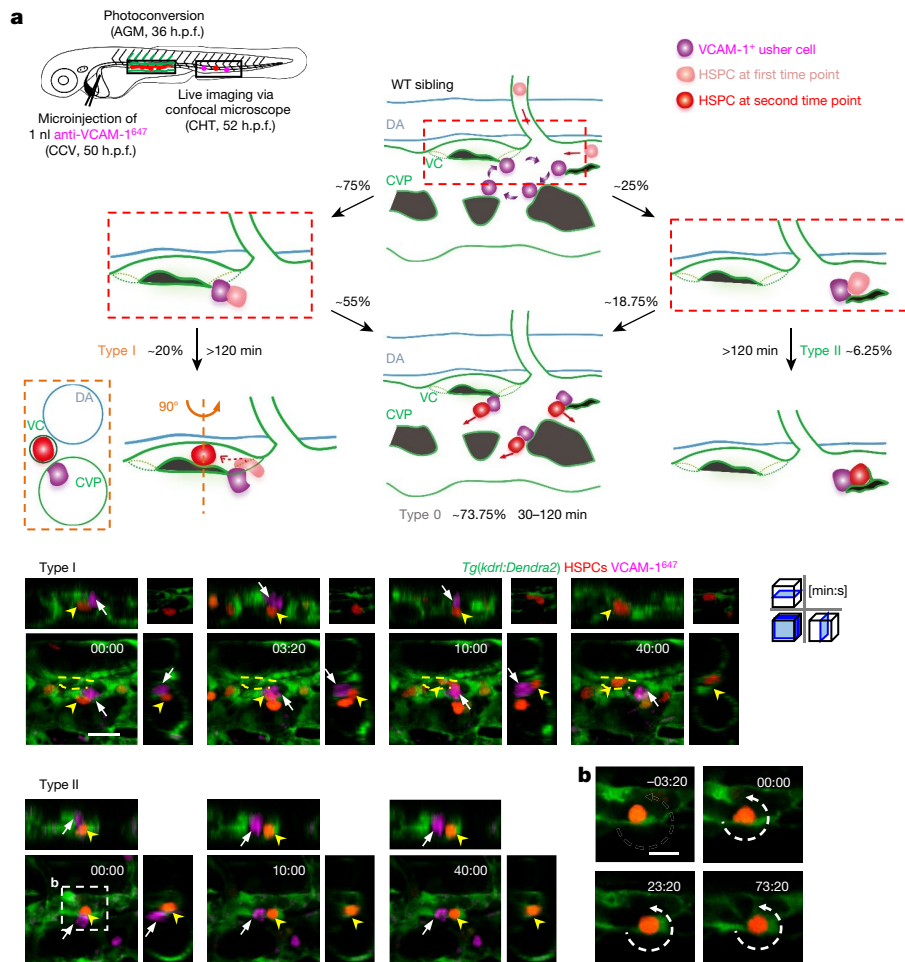 a
Photoconversion
(AGM, 36 h.p.f.)
Live imaging via
confocal microscope
(CHT, 52 h.p.f.)
Microinjection of
1 nl anti-VCAM-1⁶⁴⁷
(CCV, 50 h.p.f.)
WT sibling
DA
VC
CVP
VCAM-1⁺ usher cell
HSPC at first time point
HSPC at second time point
~75%
~25%
~55%
~18.75%
Type I ~20% >120 min
>120 min Type II ~6.25%
DA
VC
CVP
90°
DA
VC
CVP
Type 0 ~73.75% 30–120 min
Type I
Tg(kdrl:Dendra2) HSPCs VCAM-1⁶⁴⁷
[min:s]
00:00
03:20
10:00
40:00
Type II
b
00:00
10:00
40:00
b
–03:20
00:00
23:20
73:20